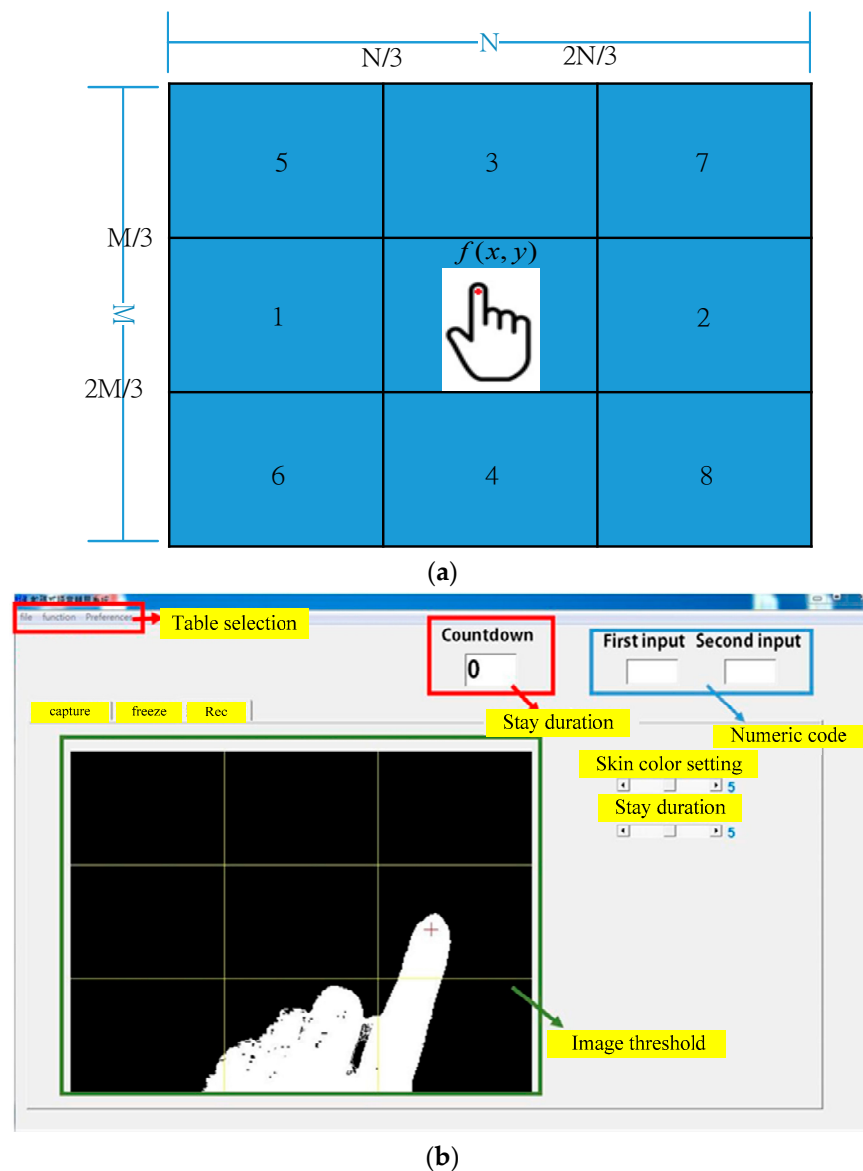 N
N/3 2N/3
5 3 7
M/3
f(x, y)
1 2
M
2M/3
6 4 8
(a)
file function Preferences
Table selection
Countdown
0
First input Second input
capture freeze Rec
Stay duration
Numeric code
Skin color setting
5
Stay duration
5
Image threshold
(b)